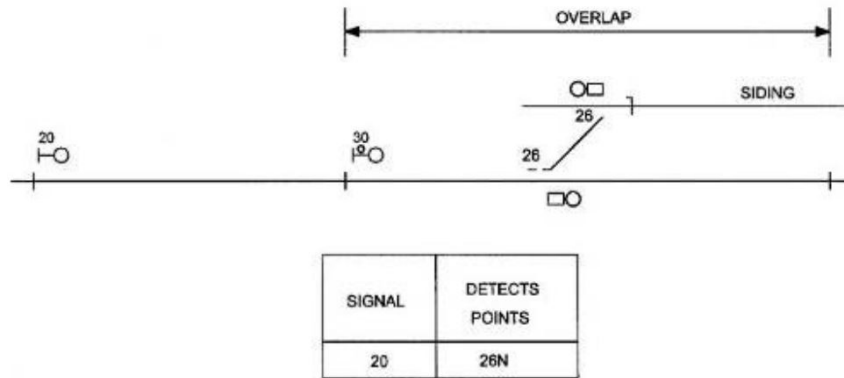 OVERLAP
SIDING
26
20
30
26
SIGNAL
DETECTS
POINTS
20
26N